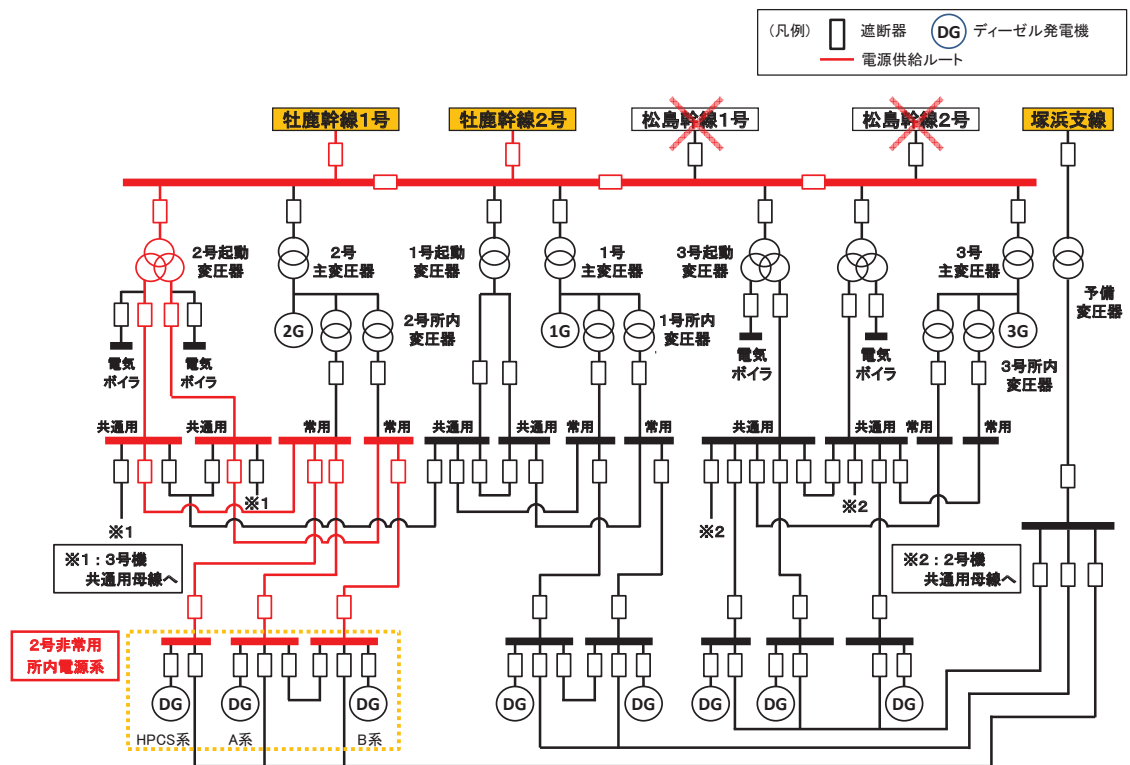 (凡例)
遮断器
DG
ディーゼル発電機
電源供給ルート
牡鹿幹線1号
牡鹿幹線2号
松島幹線1号
松島幹線2号
塚浜支線
2号起動
変圧器
2号
主変圧器
1号起動
変圧器
1号
主変圧器
3号起動
変圧器
3号
主変圧器
予備
変圧器
2G
2号所内
変圧器
1G
1号所内
変圧器
3G
3号所内
変圧器
電気
ボイラ
電気
ボイラ
電気
ボイラ
電気
ボイラ
共通用
共通用
常用
常用
共通用
共通用
常用
常用
共通用
共通用
常用
常用
※1
※1
※2
※2
※1:3号機
共通用母線へ
※2:2号機
共通用母線へ
2号非常用
所内電源系
DG
DG
DG
DG
DG
DG
DG
DG
HPCS系
A系
B系